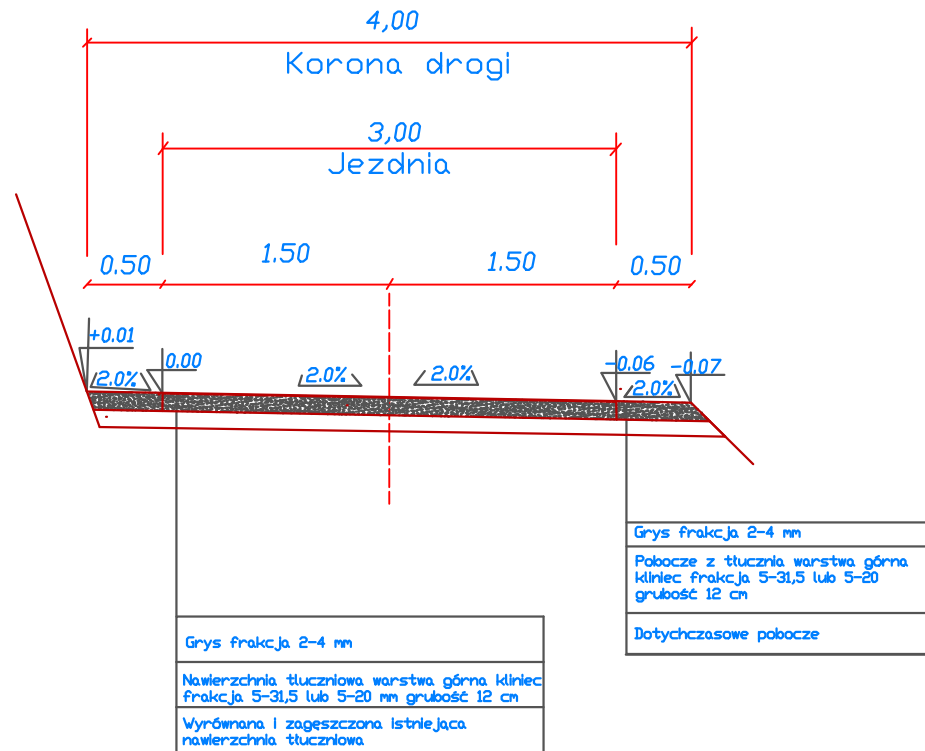 4,00
Korona drogi
3,00
Jezdnia
0.50
1.50
1.50
0.50
+0.01
0.00
-0.06
-0.07
2.0%
2.0%
2.0%
2.0%
Grys frakcja 2-4 mm
Pobocze z tłucznia warstwa górna
kliniec frakcja 5-31,5 lub 5-20
grubość 12 cm
Dotychczasowe pobocze
Grys frakcja 2-4 mm
Nawierzchnia tłuczniowa warstwa górna kliniec
frakcja 5-31,5 lub 5-20 mm grubość 12 cm
Wyrównana i zagęszczona istniejąca
nawierzchnia tłuczniowa